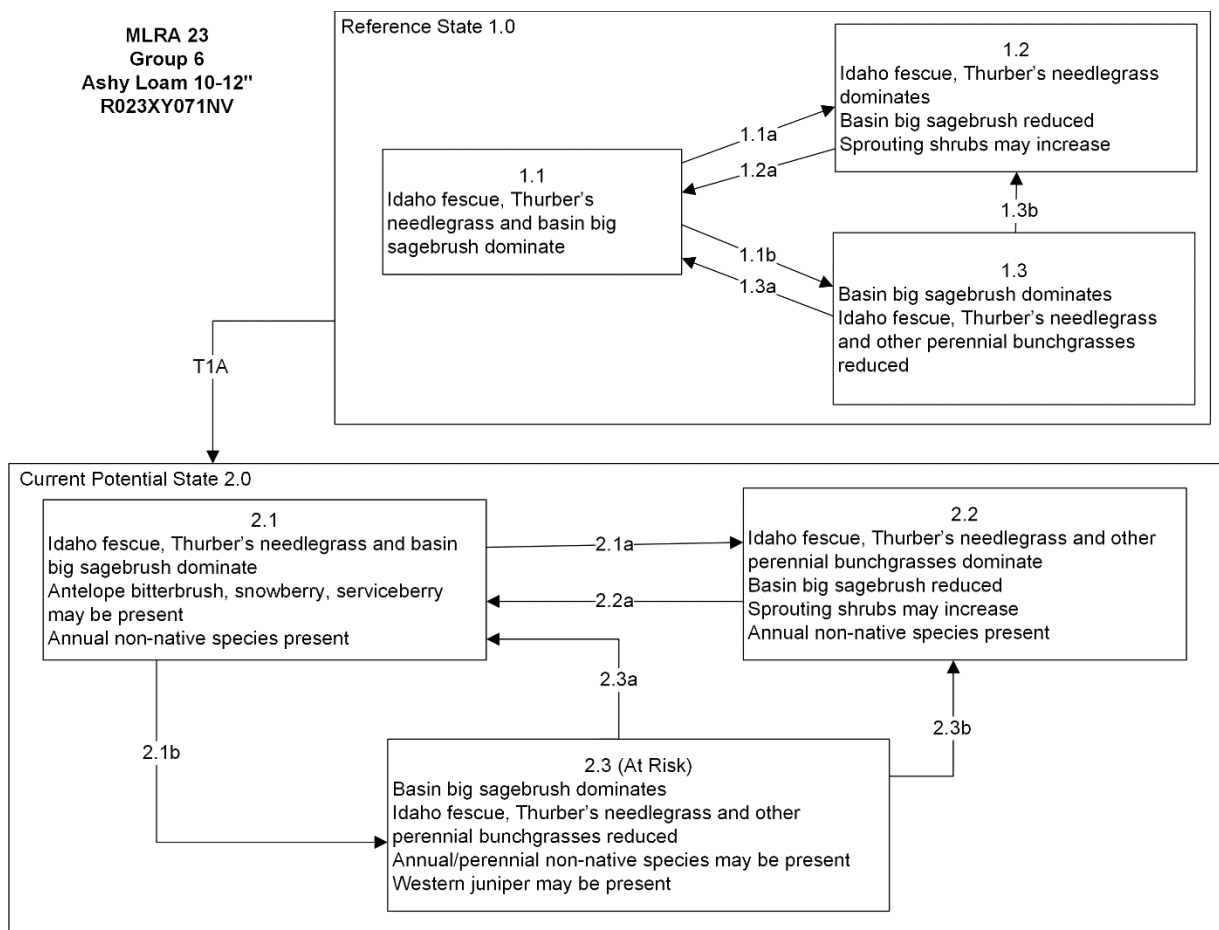 MLRA 23
Group 6
Ashy Loam 10-12"
R023XY071NV
Reference State 1.0
1.1
Idaho fescue, Thurber's
needlegrass and basin big
sagebrush dominate
1.1a
1.2a
1.1b
1.3a
1.2
Idaho fescue, Thurber's needlegrass
dominates
Basin big sagebrush reduced
Sprouting shrubs may increase
1.3b
1.3
Basin big sagebrush dominates
Idaho fescue, Thurber's needlegrass
and other perennial bunchgrasses
reduced
T1A
Current Potential State 2.0
2.1
Idaho fescue, Thurber's needlegrass and basin
big sagebrush dominate
Antelope bitterbrush, snowberry, serviceberry
may be present
Annual non-native species present
2.1a
2.2a
2.2
Idaho fescue, Thurber's needlegrass and other
perennial bunchgrasses dominate
Basin big sagebrush reduced
Sprouting shrubs may increase
Annual non-native species present
2.3a
2.1b
2.3b
2.3 (At Risk)
Basin big sagebrush dominates
Idaho fescue, Thurber's needlegrass and other
perennial bunchgrasses reduced
Annual/perennial non-native species may be present
Western juniper may be present